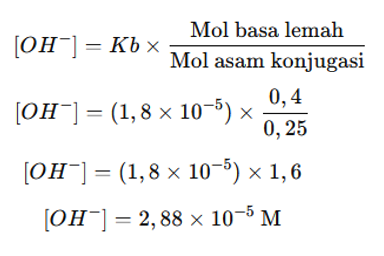 [OH⁻] = Kb × Mol basa lemah / Mol asam konjugasi
[OH⁻] = (1,8 × 10⁻⁵) × 0,4 / 0,25
[OH⁻] = (1,8 × 10⁻⁵) × 1,6
[OH⁻] = 2,88 × 10⁻⁵ M